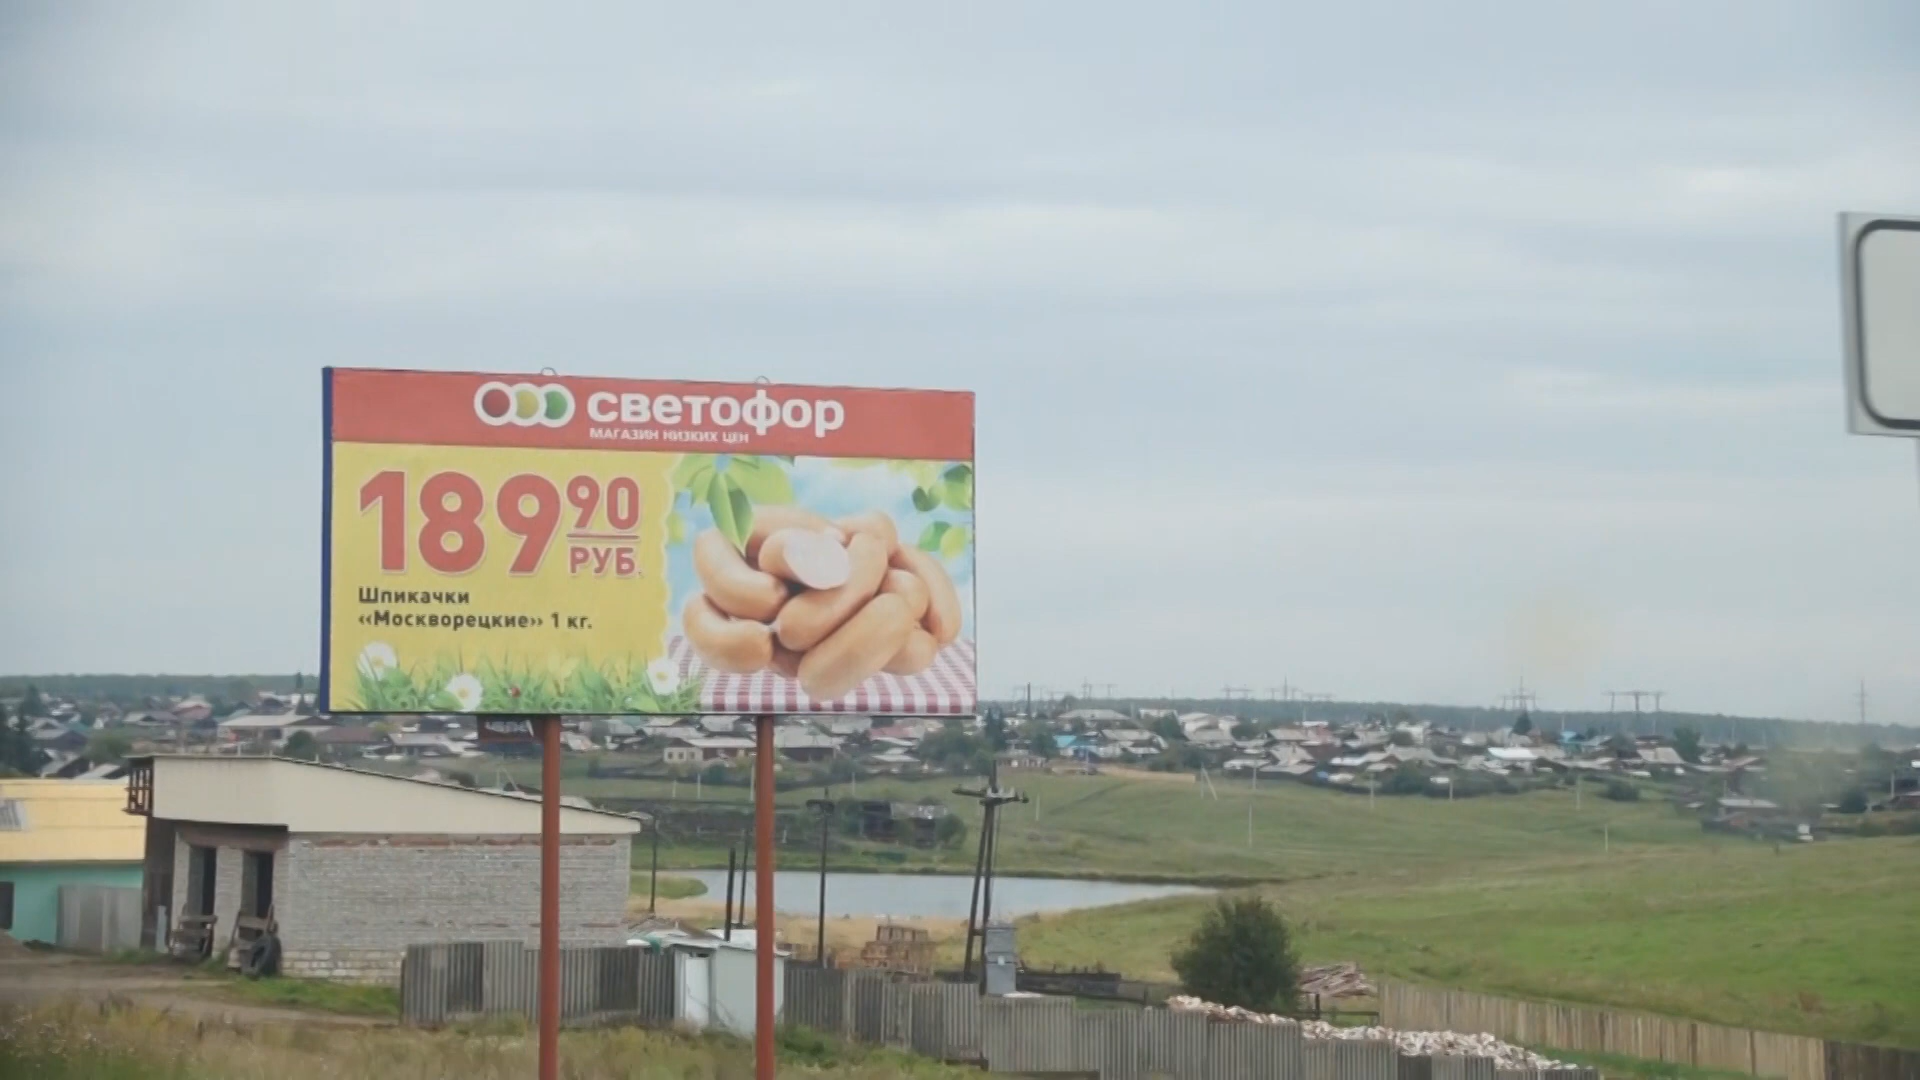 светофор
МАГАЗИН НИЗКИХ ЦЕН
189 90
РУБ.
Шпикачки
«Москворецкие» 1 кг.